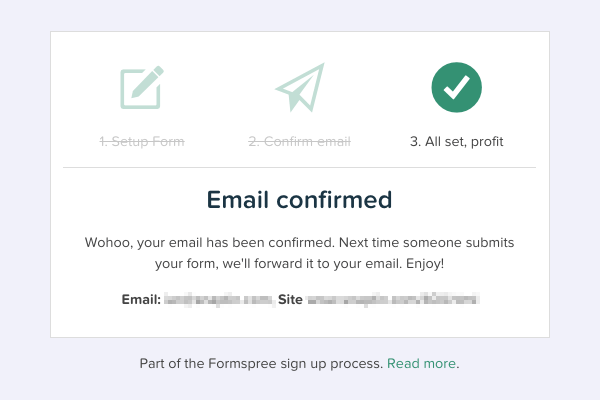 1. Setup Form
2. Confirm email
3. All set, profit
Email confirmed
Wohoo, your email has been confirmed. Next time someone submits
your form, we'll forward it to your email. Enjoy!
Email: Site
Part of the Formspree sign up process. Read more.